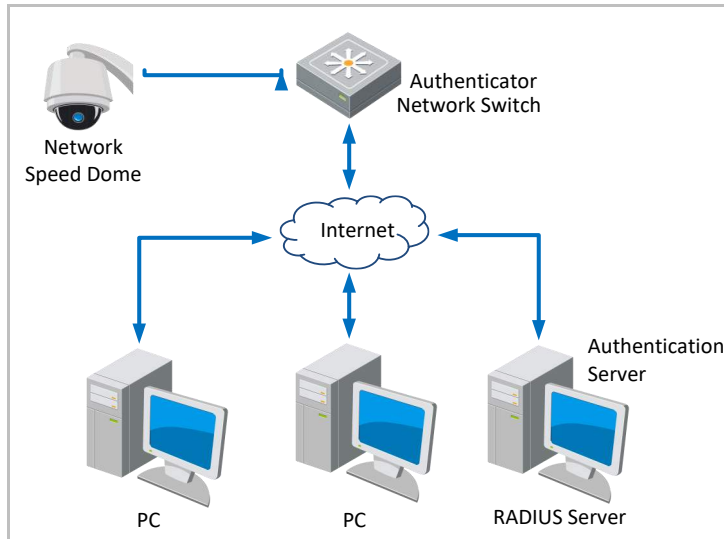 Authenticator
Network Switch
Network
Speed Dome
Internet
Authentication
Server
PC
PC
RADIUS Server